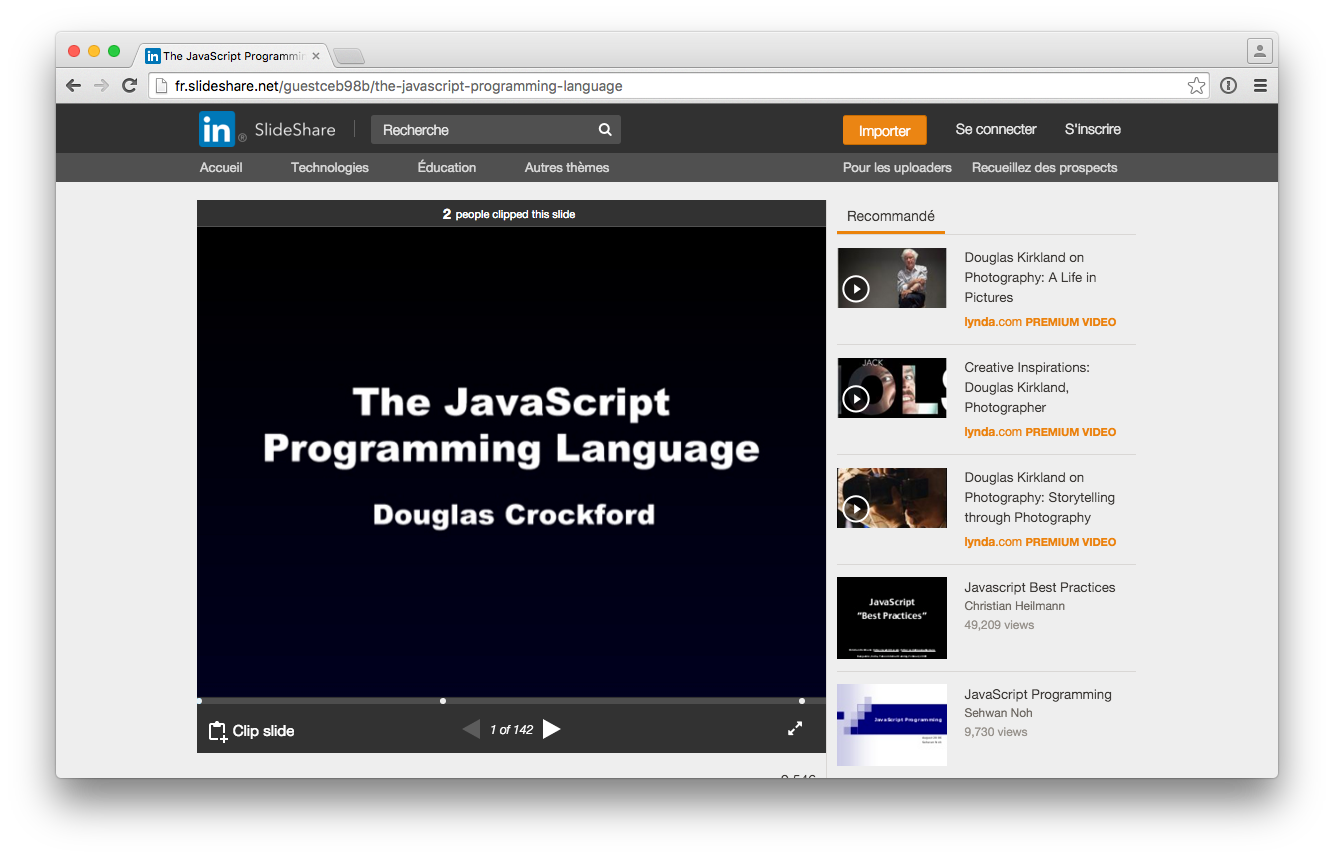 The JavaScript Programmin
fr.slideshare.net/guestceb98b/the-javascript-programming-language
in ® SlideShare
Recherche
Importer
Se connecter
S'inscrire
Accueil
Technologies
Éducation
Autres thèmes
Pour les uploaders
Recueillez des prospects
2 people clipped this slide
The JavaScript
Programming Language
Douglas Crockford
Clip slide
1 of 142
Recommandé
Douglas Kirkland on
Photography: A Life in
Pictures
lynda.com PREMIUM VIDEO
JACK
OLS
Creative Inspirations:
Douglas Kirkland,
Photographer
lynda.com PREMIUM VIDEO
Douglas Kirkland on
Photography: Storytelling
through Photography
lynda.com PREMIUM VIDEO
JavaScript
"Best Practices"
Javascript Best Practices
Christian Heilmann
49,209 views
JavaScript Programming
JavaScript Programming
Sehwan Noh
9,730 views